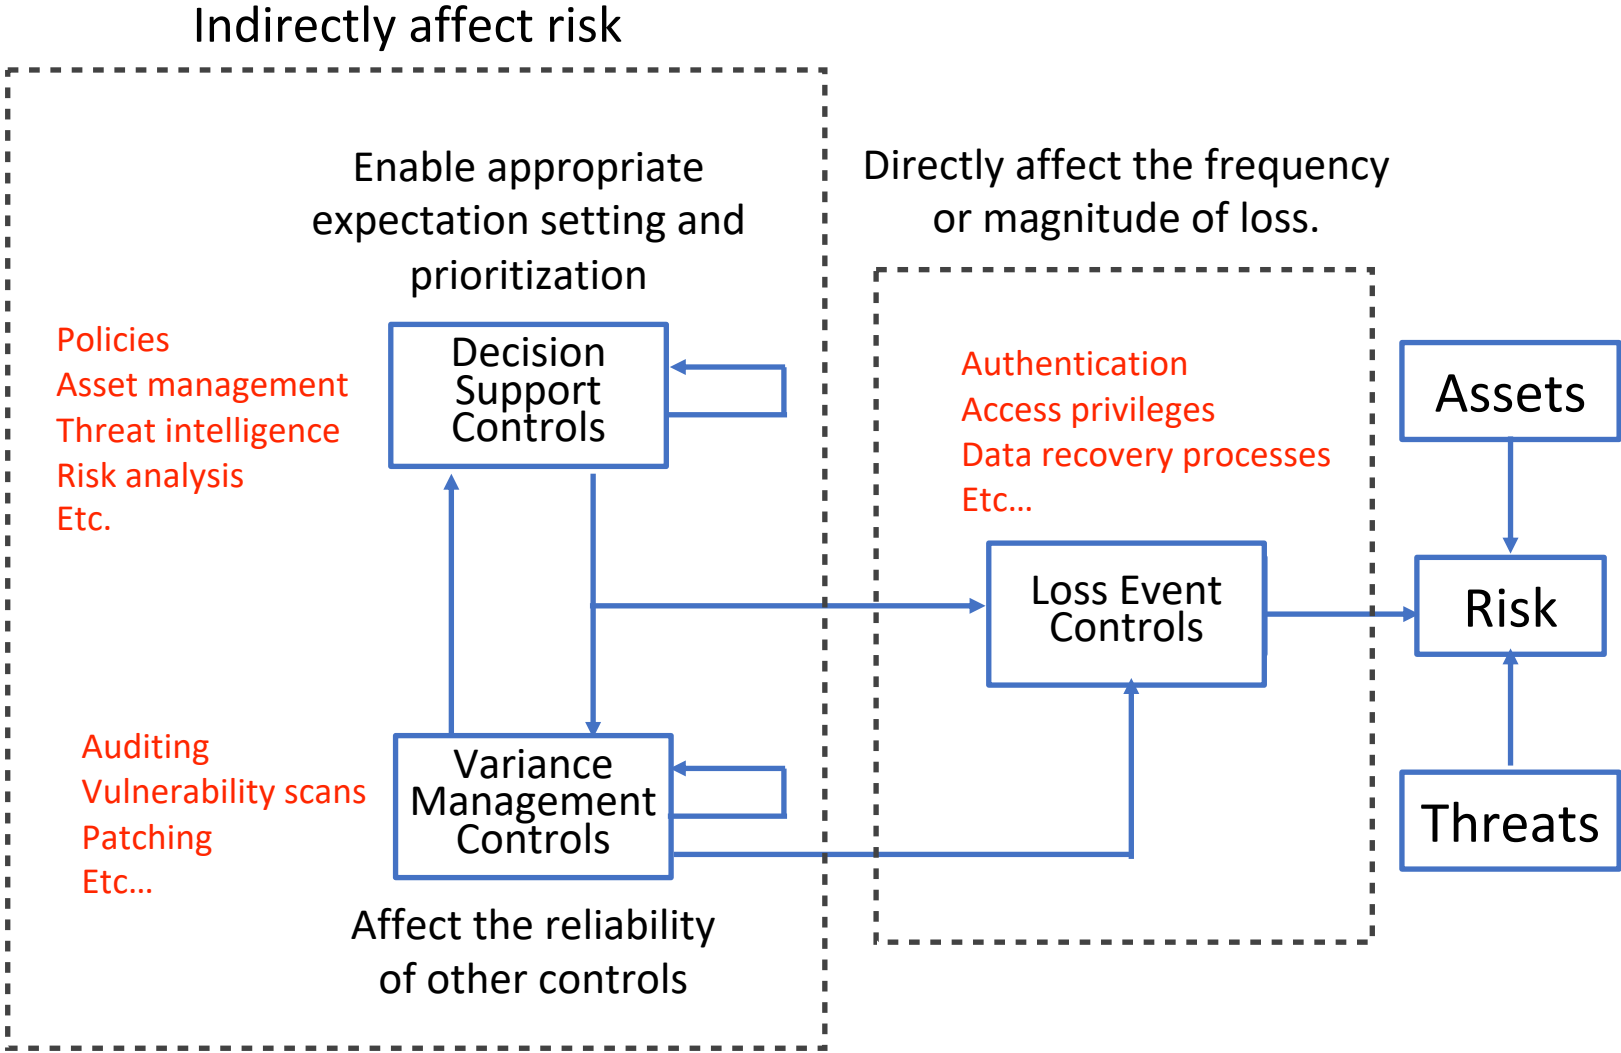 Indirectly affect risk
Enable appropriate
expectation setting and
prioritization
Directly affect the frequency
or magnitude of loss.
Policies
Asset management
Threat intelligence
Risk analysis
Etc.
Decision
Support
Controls
Authentication
Access privileges
Data recovery processes
Etc...
Assets
Loss Event
Controls
Risk
Auditing
Vulnerability scans
Patching
Etc...
Variance
Management
Controls
Threats
Affect the reliability
of other controls